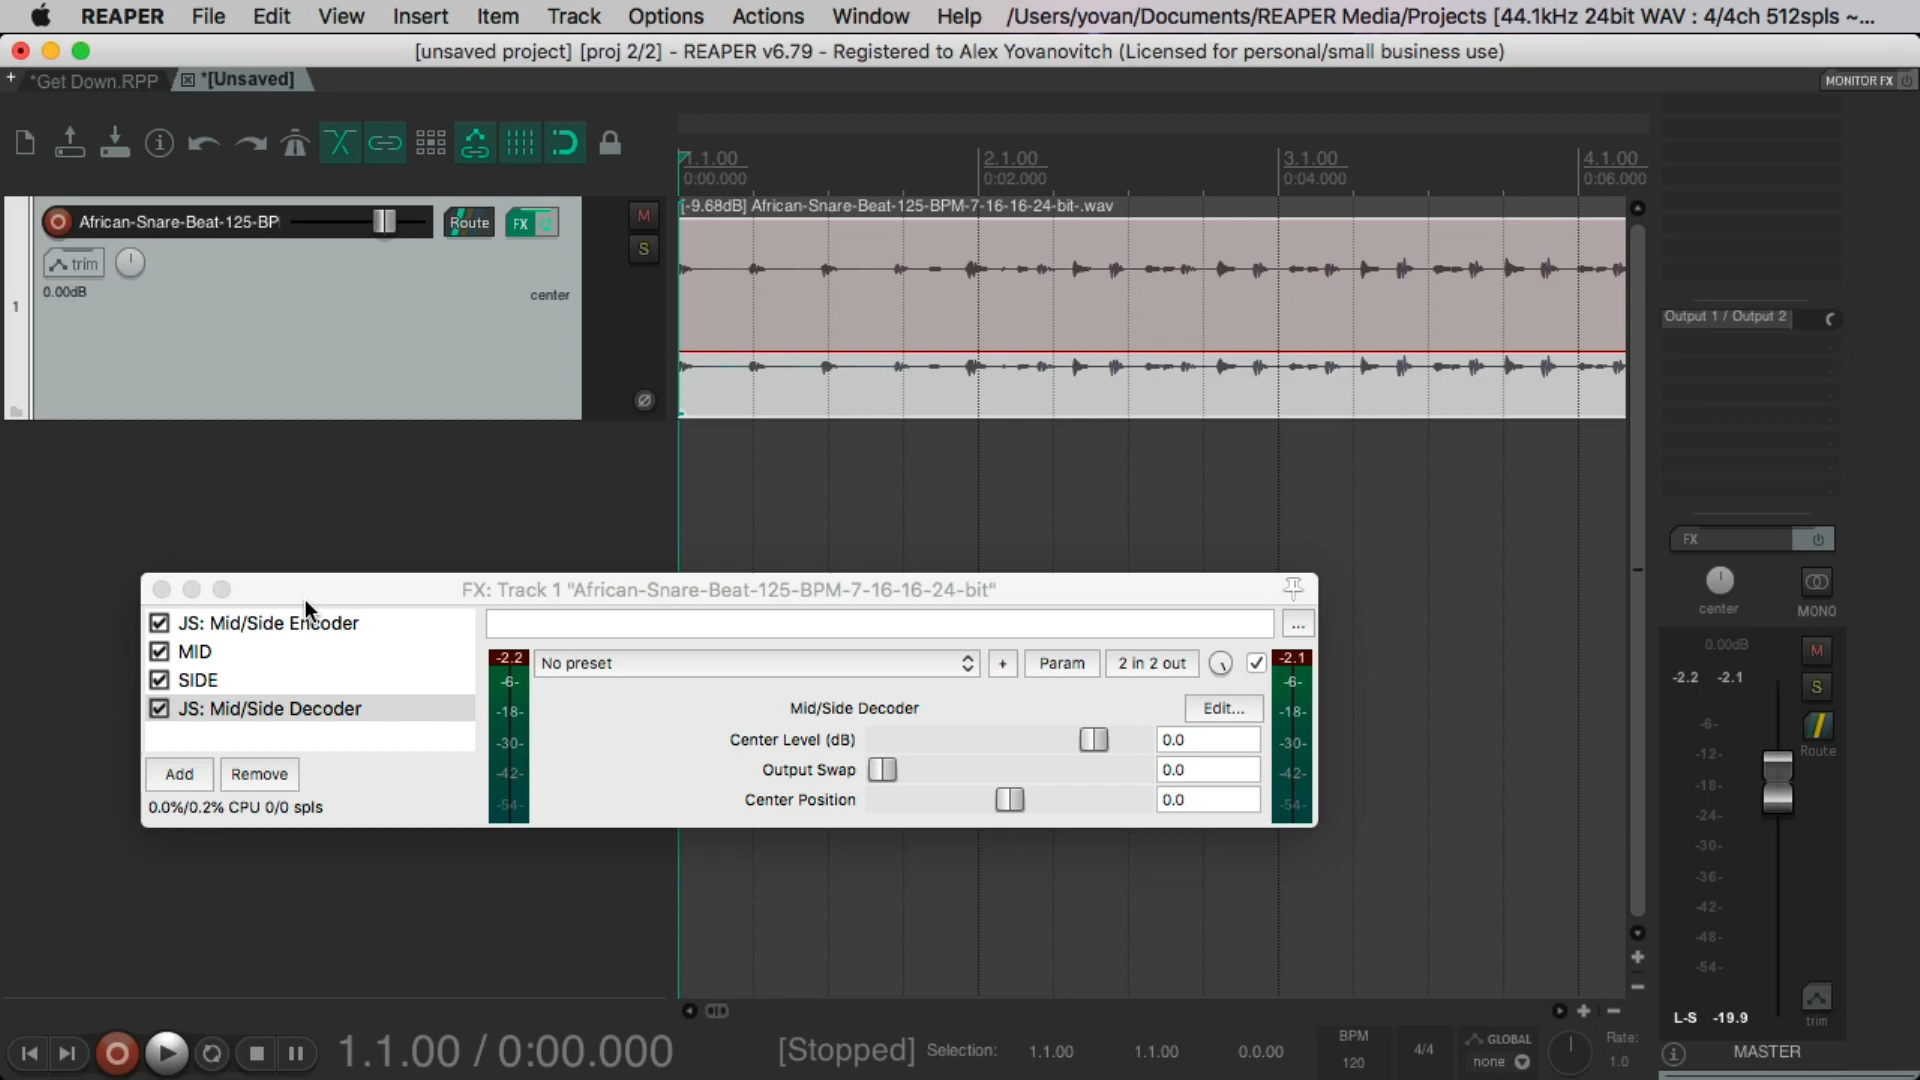 REAPER File Edit View Insert Item Track Options Actions Window Help /Users/yovan/Documents/REAPER Media/Projects [44.1kHz 24bit WAV : 4/4ch 512spls ~...
[unsaved project] [proj 2/2] - REAPER v6.79 - Registered to Alex Yovanovitch (Licensed for personal/small business use)
+ *Get Down.RPP *[Unsaved]
MONITOR FX
1.1.00 2.1.00 3.1.00 4.1.00
0:00.000 0:02.000 0:04.000 0:06.000
African-Snare-Beat-125-BP Route FX M
[-9.68dB] African-Snare-Beat-125-BPM-7-16-16-24-bit-.wav
S
trim
0.00dB center
1
Output 1 / Output 2
FX
center MONO
FX: Track 1 "African-Snare-Beat-125-BPM-7-16-16-24-bit"
JS: Mid/Side Encoder
MID
SIDE
JS: Mid/Side Decoder
Add Remove
0.0%/0.2% CPU 0/0 spls
...
No preset + Param 2 in 2 out
-2.2
-6-
-18-
-30-
-42-
-54-
Mid/Side Decoder Edit...
Center Level (dB) 0.0
Output Swap 0.0
Center Position 0.0
-2.1
-6-
-18-
-30-
-42-
-54-
0.00dB M
-2.2 -2.1 S
Route
-6-
-12-
-18-
-24-
-30-
-36-
-42-
-48-
-54-
L-S -19.9 trim
MASTER
1.1.00 / 0:00.000 [Stopped] Selection: 1.1.00 1.1.00 0.0.00
BPM
120
4/4
GLOBAL
none
Rate:
1.0